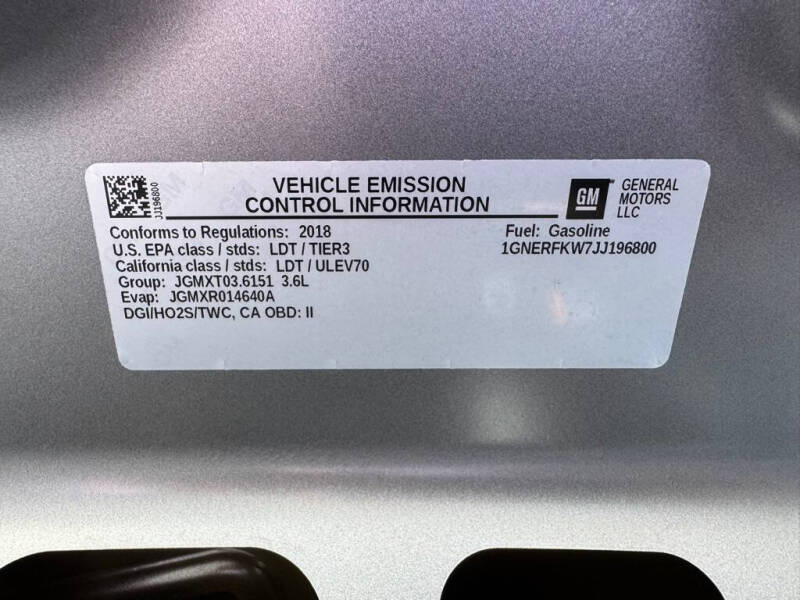 VEHICLE EMISSION
CONTROL INFORMATION
JJ196800
GM
GENERAL
MOTORS
LLC
Conforms to Regulations: 2018
U.S. EPA class / stds: LDT / TIER3
California class / stds: LDT / ULEV70
Group: JGMXT03.6151 3.6L
Evap: JGMXR014640A
DGI/HO2S/TWC, CA OBD: II
Fuel: Gasoline
1GNERFKW7JJ196800